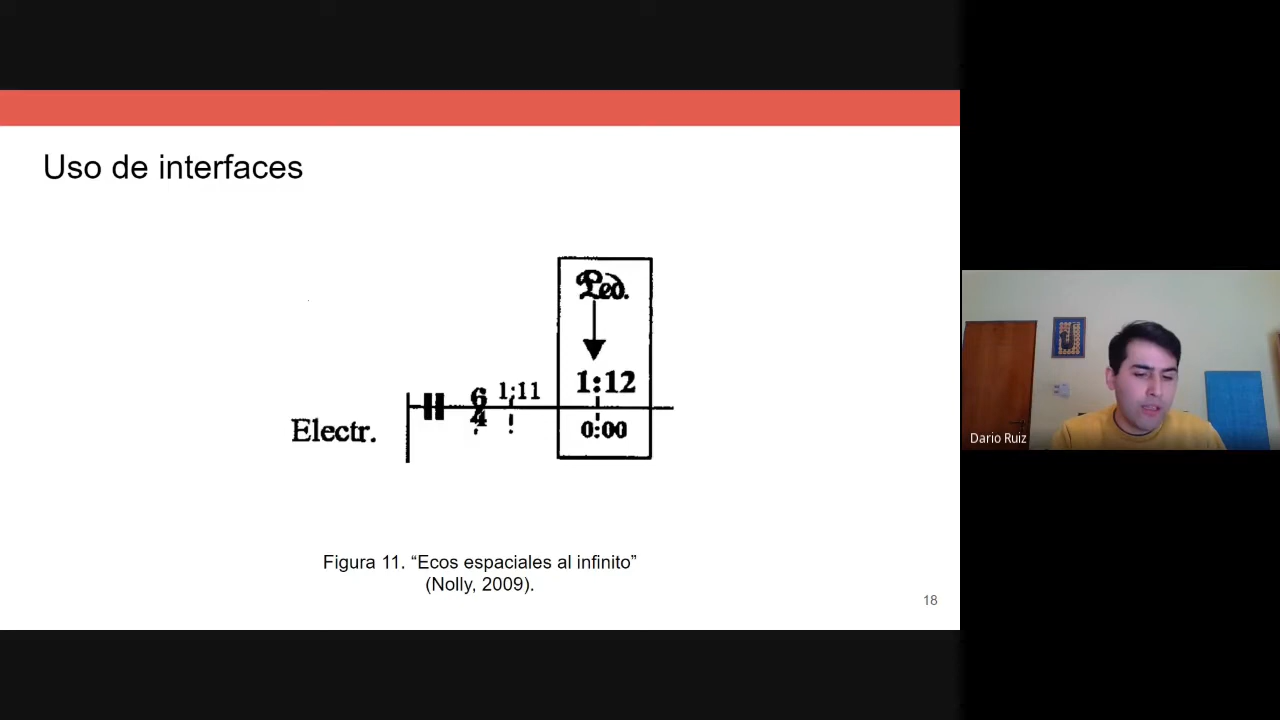 Uso de interfaces
Ped.
1:12
6
4
1:11
Electr.
0:00
Figura 11. “Ecos espaciales al infinito”
(Nolly, 2009).
18
Dario Ruiz